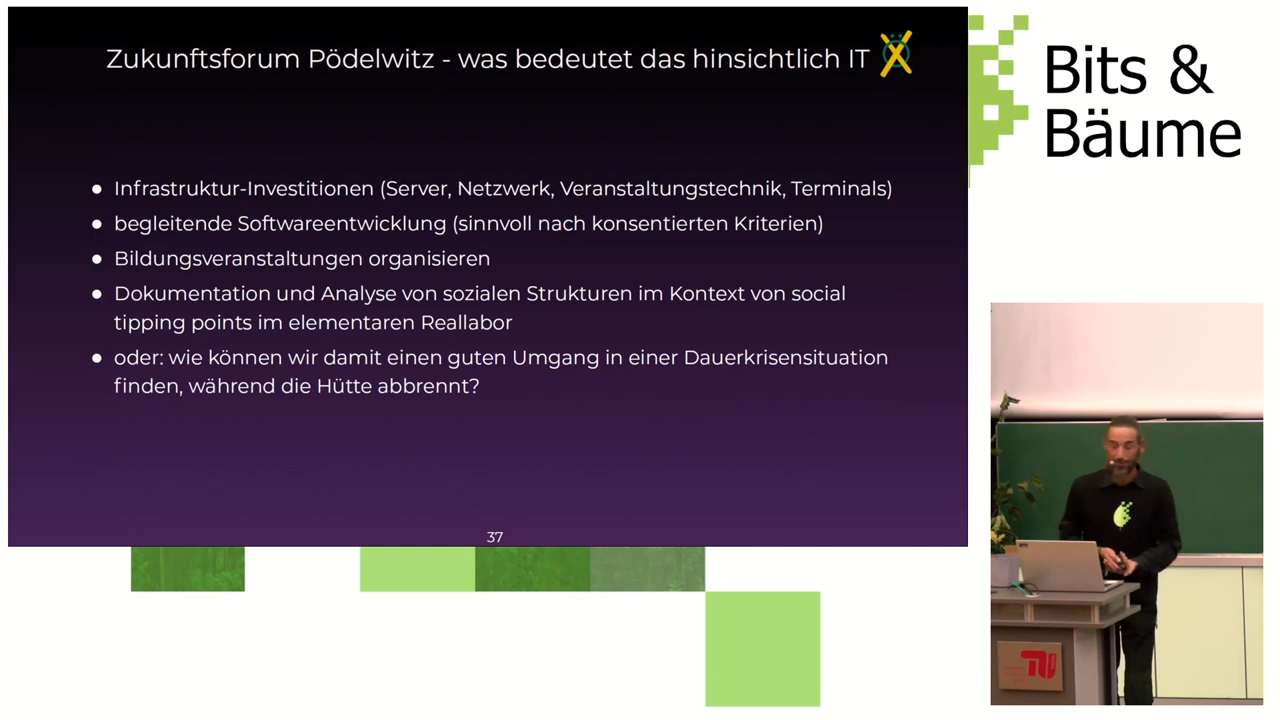 Zukunftsforum Pödelwitz - was bedeutet das hinsichtlich IT
● Infrastruktur-Investitionen (Server, Netzwerk, Veranstaltungstechnik, Terminals)
● begleitende Softwareentwicklung (sinnvoll nach konsentierten Kriterien)
● Bildungsveranstaltungen organisieren
● Dokumentation und Analyse von sozialen Strukturen im Kontext von social
tipping points im elementaren Reallabor
● oder: wie können wir damit einen guten Umgang in einer Dauerkrisensituation
finden, während die Hütte abbrennt?
37
Bits &
Bäume